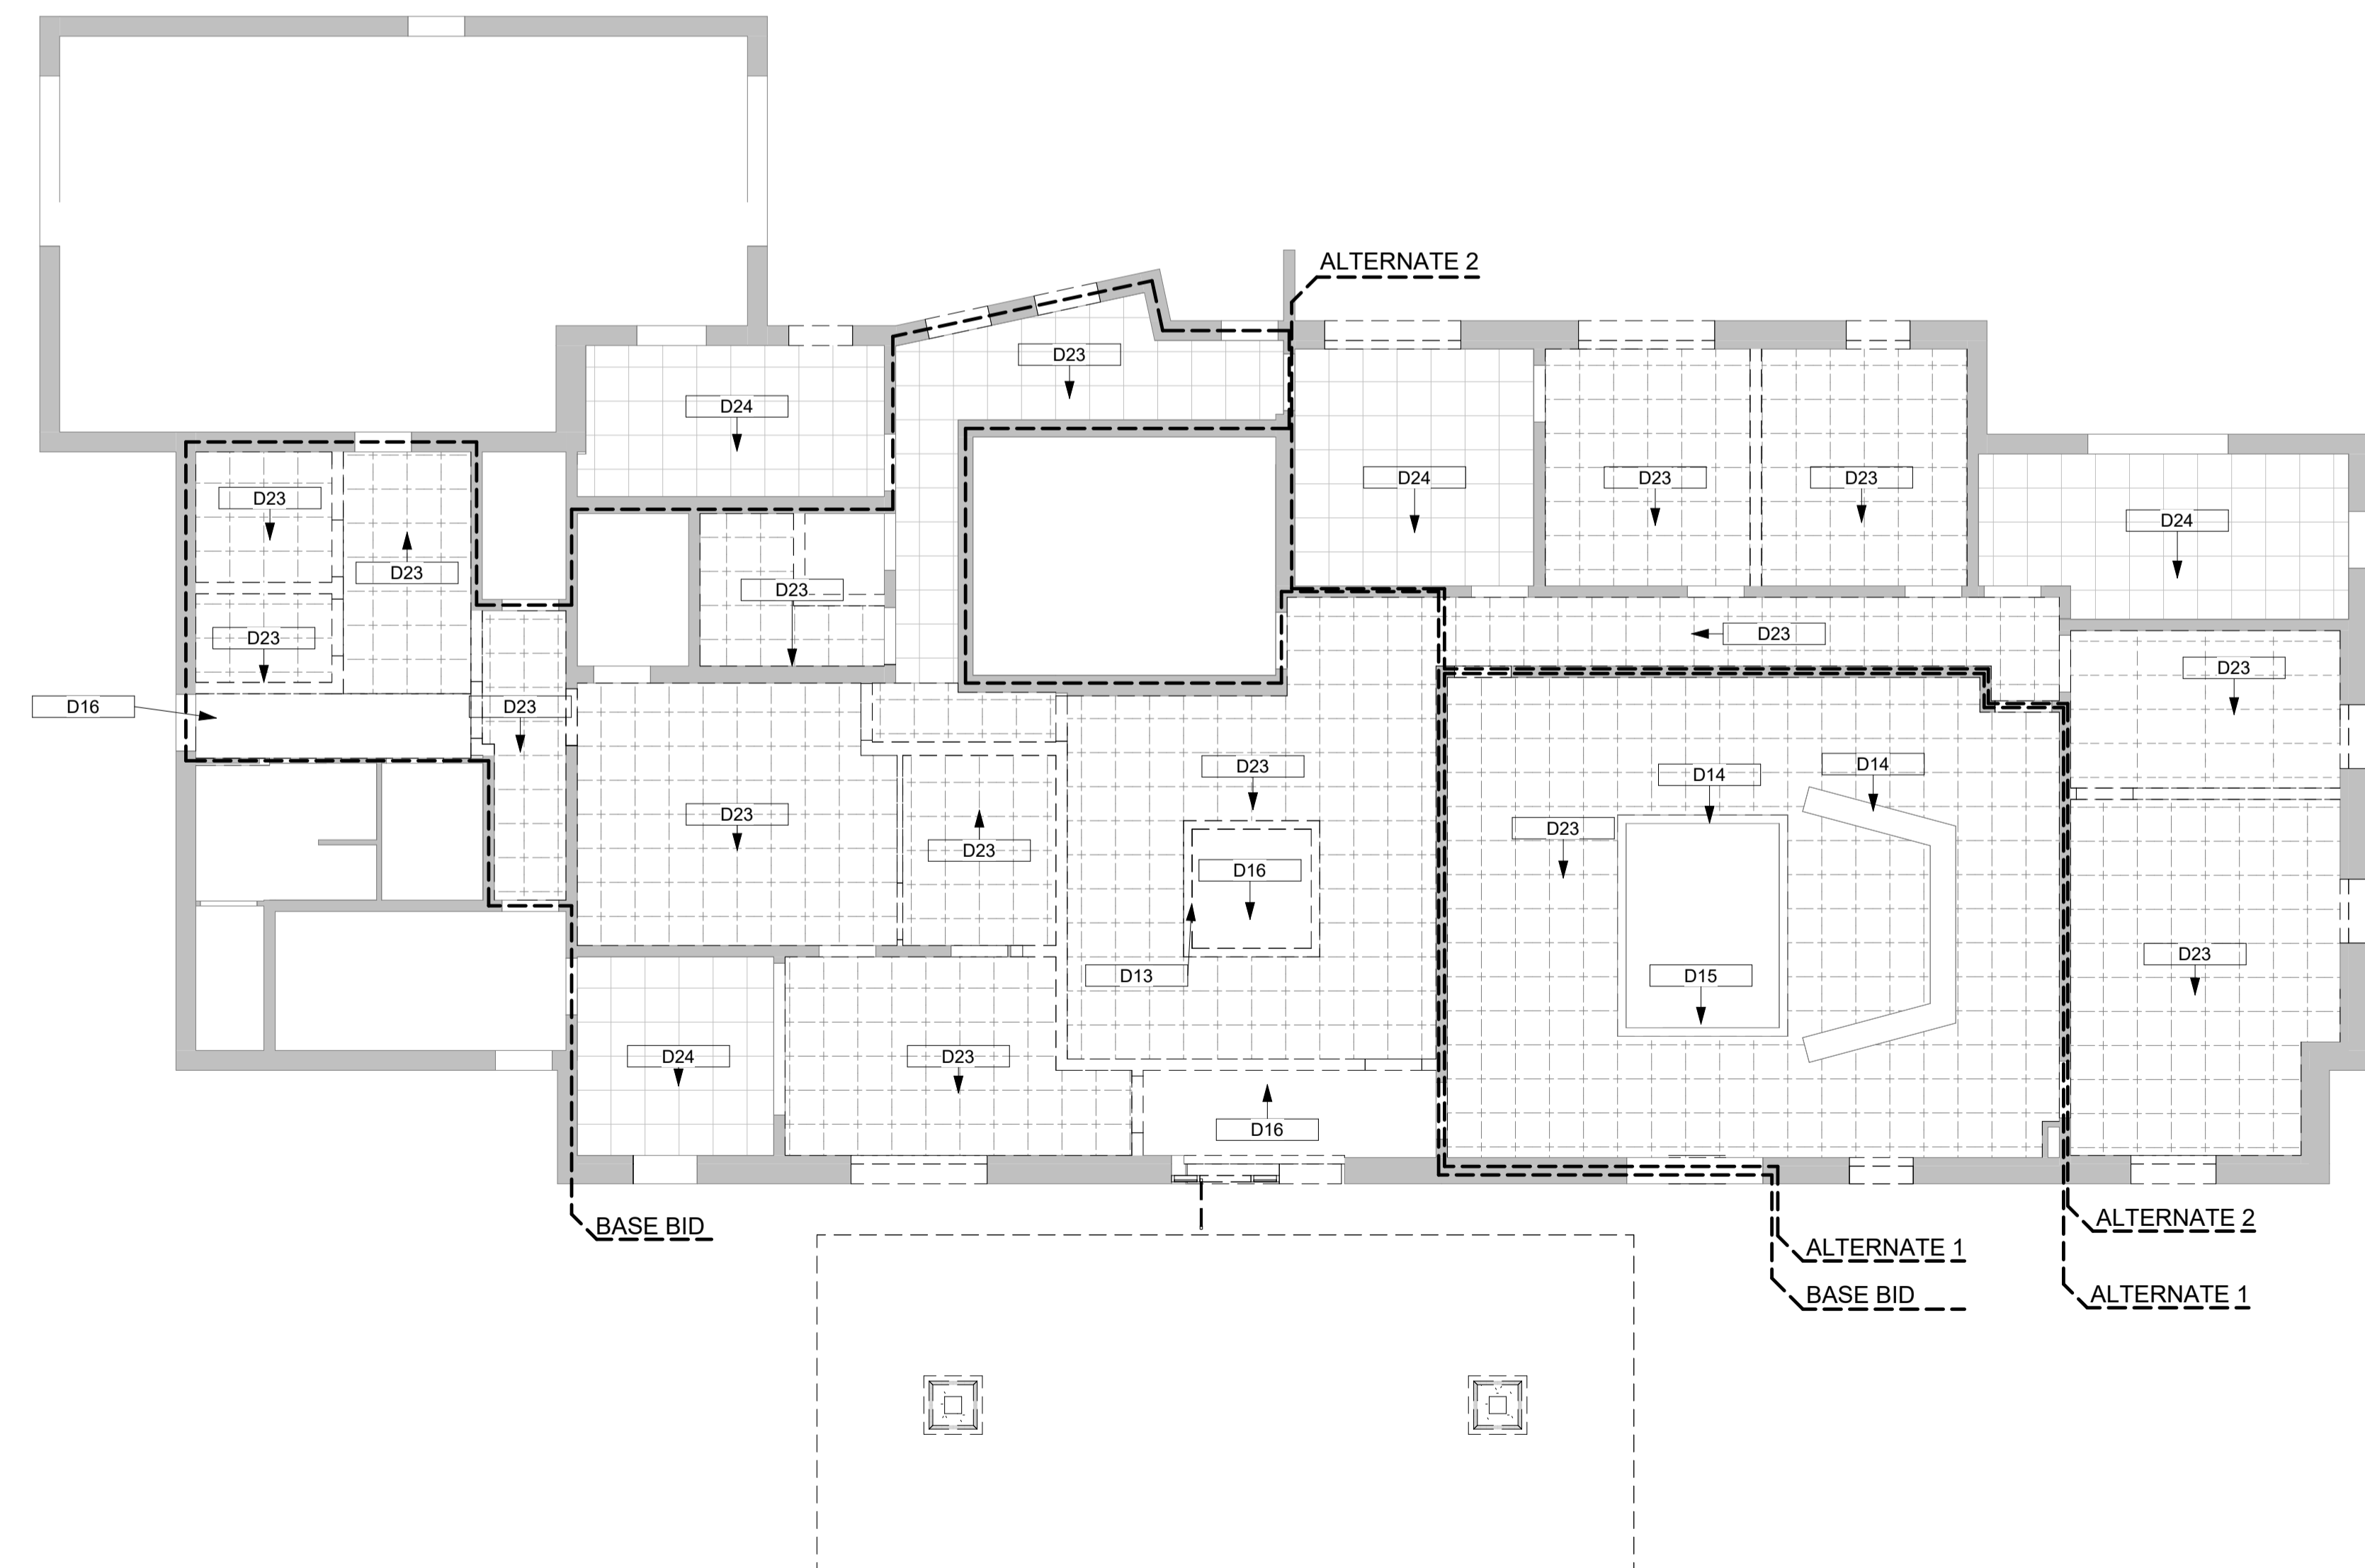 ALTERNATE 2
D23
D24
D24
D23
D23
D23
D24
D23
D23
D23
D23
D23
D16
D23
D23
D14
D14
D23
D23
D23
D16
D23
D13
D15
D24
D23
D16
BASE BID
ALTERNATE 2
ALTERNATE 1
BASE BID
ALTERNATE 1